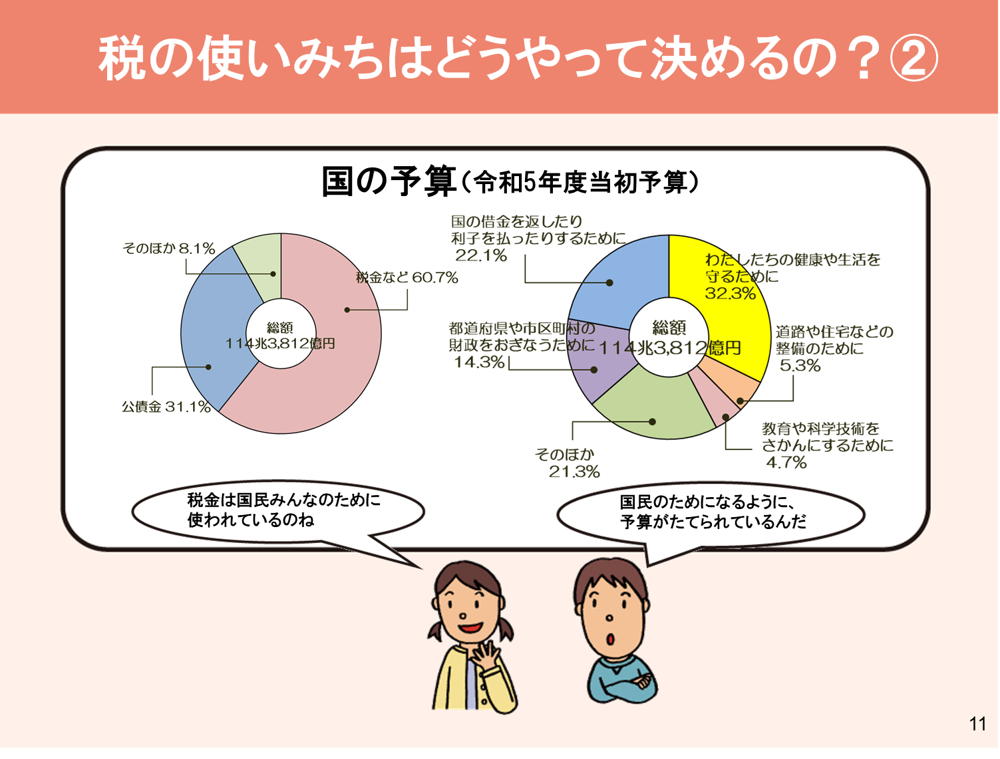 税の使いみちはどうやって決めるの？②
国の予算（令和5年度当初予算）
そのほか 8.1%
税金など 60.7%
総額
114兆3,812億円
公債金 31.1%
国の借金を返したり
利子を払ったりするために
22.1%
わたしたちの健康や生活を
守るために
32.3%
都道府県や市区町村の
財政をおぎなうために
14.3%
総額
114兆3,812億円
道路や住宅などの
整備のために
5.3%
教育や科学技術を
さかんにするために
4.7%
そのほか
21.3%
税金は国民みんなのために
使われているのね
国民のためになるように、
予算がたてられているんだ
11